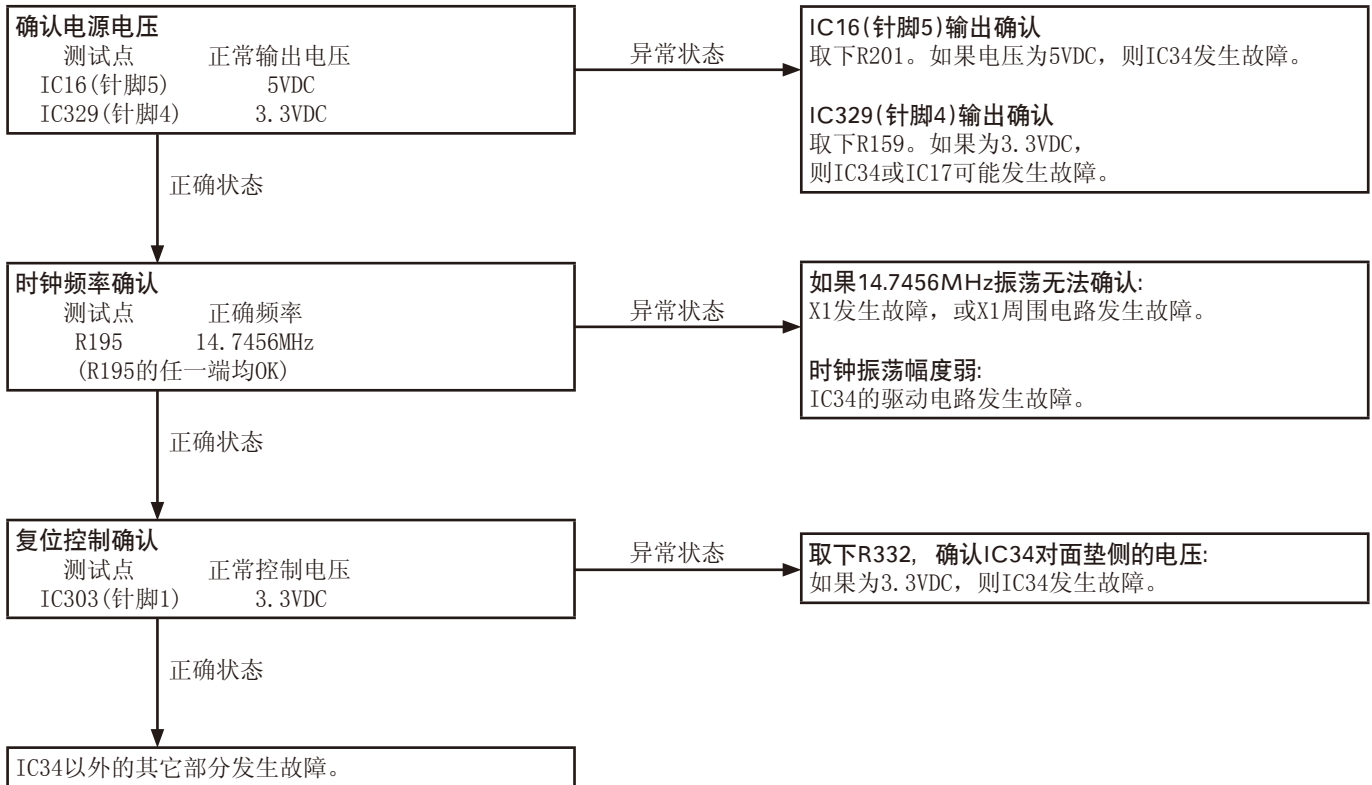 确认电源电压
测试点 正常输出电压
IC16(针脚5) 5VDC
IC329(针脚4) 3.3VDC
异常状态
IC16(针脚5)输出确认
取下R201。如果电压为5VDC，则IC34发生故障。
IC329(针脚4)输出确认
取下R159。如果为3.3VDC，
则IC34或IC17可能发生故障。
正确状态
时钟频率确认
测试点 正确频率
R195 14.7456MHz
(R195的任一端均OK)
异常状态
如果14.7456MHz振荡无法确认:
X1发生故障，或X1周围电路发生故障。
时钟振荡幅度弱:
IC34的驱动电路发生故障。
正确状态
复位控制确认
测试点 正常控制电压
IC303(针脚1) 3.3VDC
异常状态
取下R332，确认IC34对面垫侧的电压:
如果为3.3VDC，则IC34发生故障。
正确状态
IC34以外的其它部分发生故障。